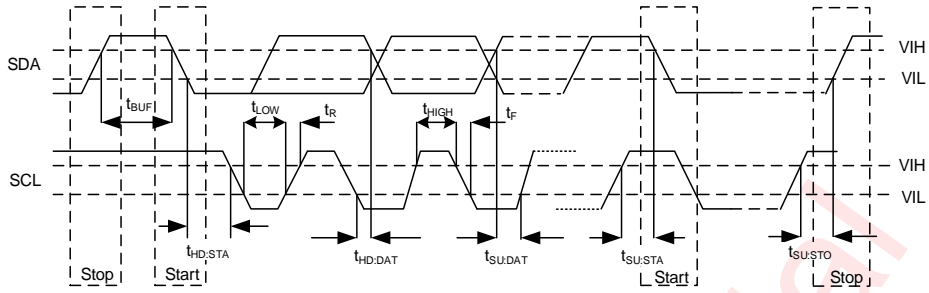 SDA
VIH
VIL
tBUF
tLOW
tR
tHIGH
tF
SCL
VIH
VIL
tHD:STA
tHD:DAT
tSU:DAT
tSU:STA
tSU:STO
Stop
Start
Start
Stop